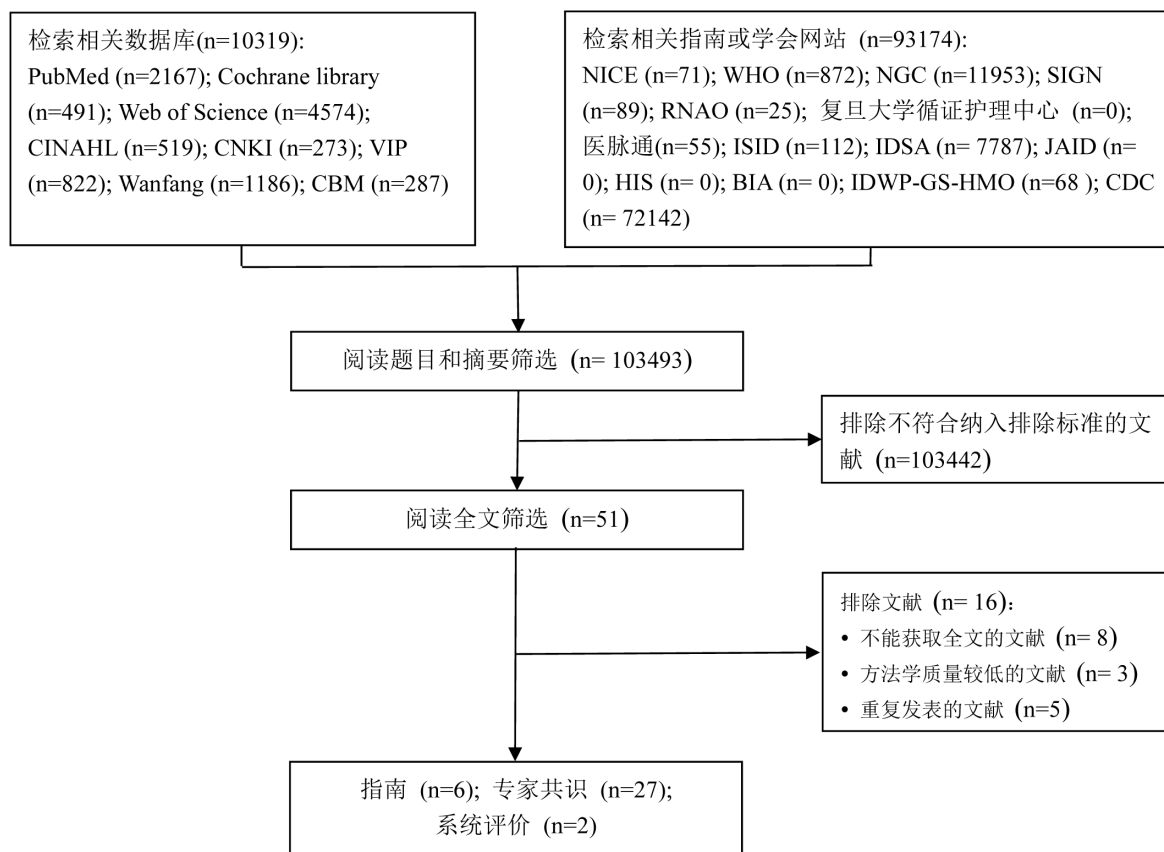 检索相关数据库(n=10319):
PubMed (n=2167); Cochrane library
(n=491); Web of Science (n=4574);
CINAHL (n=519); CNKI (n=273); VIP
(n=822); Wanfang (n=1186); CBM (n=287)
检索相关指南或学会网站 (n=93174):
NICE (n=71); WHO (n=872); NGC (n=11953); SIGN
(n=89); RNAO (n=25); 复旦大学循证护理中心 (n=0);
医脉通(n=55); ISID (n=112); IDSA (n= 7787); JAID (n=
0); HIS (n= 0); BIA (n= 0); IDWP-GS-HMO (n=68 ); CDC
(n= 72142)
阅读题目和摘要筛选 (n= 103493)
排除不符合纳入排除标准的文
献 (n=103442)
阅读全文筛选 (n=51)
排除文献 (n= 16)：
• 不能获取全文的文献 (n= 8)
• 方法学质量较低的文献 (n= 3)
• 重复发表的文献 (n=5)
指南 (n=6); 专家共识 (n=27);
系统评价 (n=2)